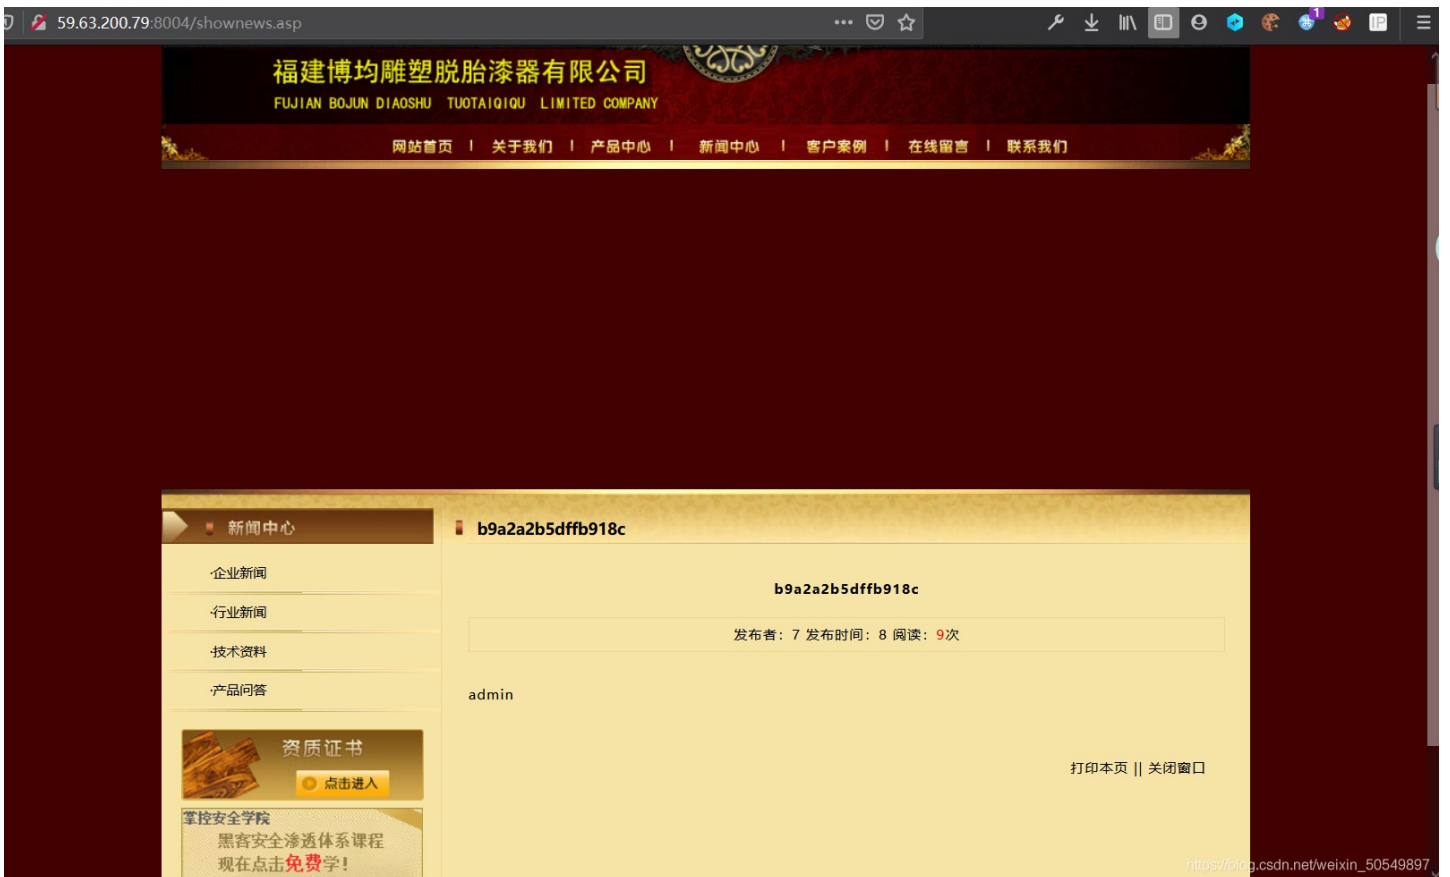 59.63.200.79:8004/shownews.asp
福建博均雕塑脱胎漆器有限公司
FUJIAN BOJUN DIAOSHU TUOTAIQIQU LIMITED COMPANY
网站首页 | 关于我们 | 产品中心 | 新闻中心 | 客户案例 | 在线留言 | 联系我们
新闻中心
b9a2a2b5dffb918c
·企业新闻
b9a2a2b5dffb918c
·行业新闻
发布者：7 发布时间：8 阅读：9次
·技术资料
·产品问答
admin
资质证书
打印本页 || 关闭窗口
点击进入
掌控安全学院
黑客安全渗透体系课程
现在点击免费学！
1
IP
https://blog.csdn.net/weixin_50549897